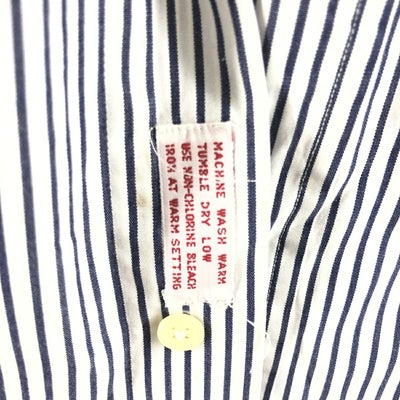 MACHINE WASH WARM
TUMBLE DRY LOW
USE NON-CHLORINE BLEACH
IRON AT WARM SETTING